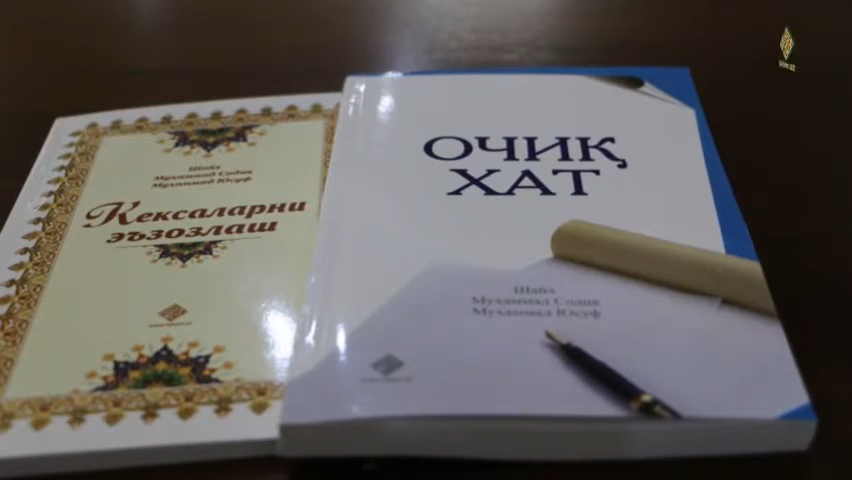 Шайх
Муҳаммад Содиқ
Муҳаммад Юсуф
Кексаларни
эъзозлаш
ОЧИҚ
ХАТ
Шайх
Муҳаммад Содиқ
Муҳаммад Юсуф